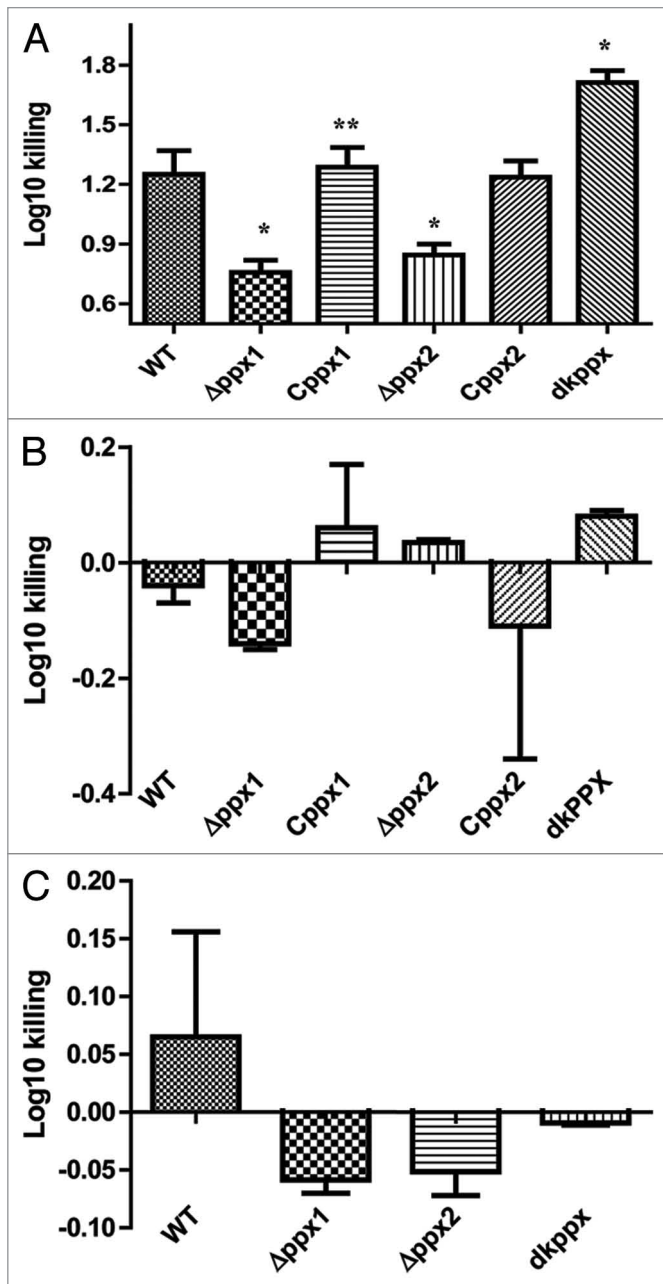 A
Log10 killing
1.8
1.5
1.2
0.9
0.6
*
**
*
*
WT
Δppx1
Cppx1
Δppx2
Cppx2
dkppx
B
Log10 killing
0.2
0.0
-0.2
-0.4
WT
Δppx1
Cppx1
Δppx2
Cppx2
dkPPX
C
Log10 killing
0.20
0.15
0.10
0.05
0.00
-0.05
-0.10
WT
Δppx1
Δppx2
dkppx